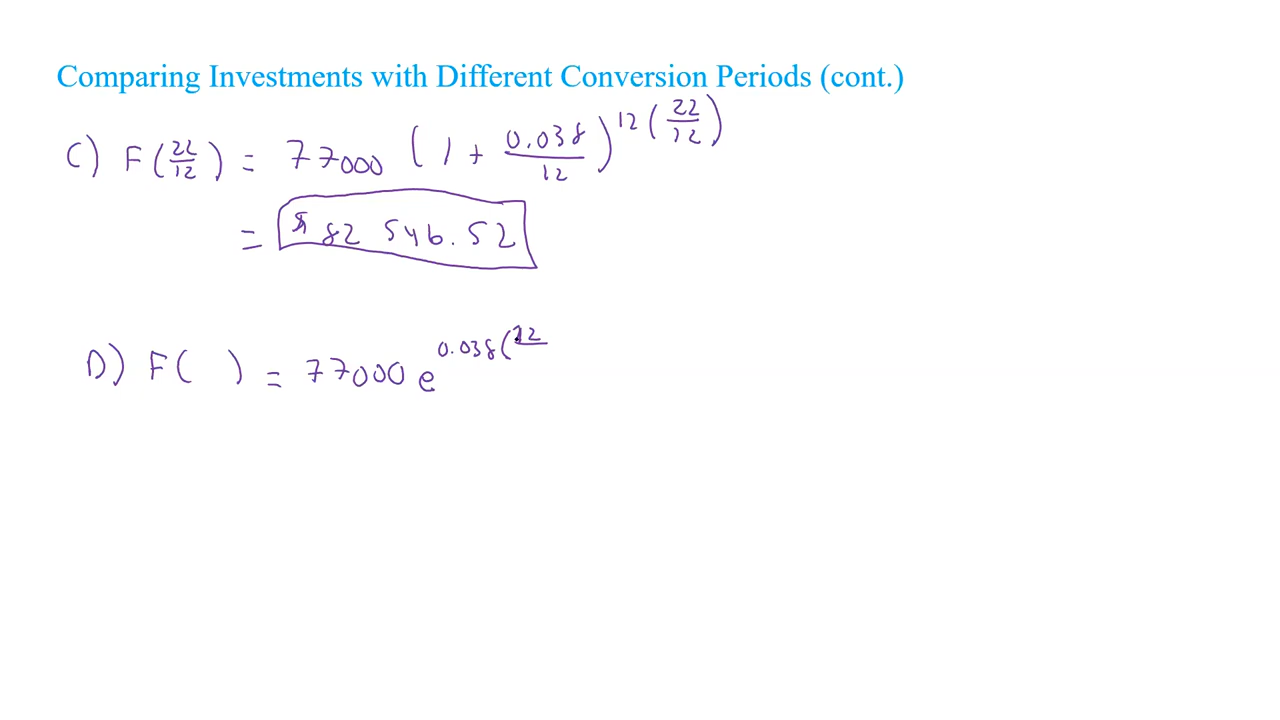 Comparing Investments with Different Conversion Periods (cont.)
C) F(22/12) = 77000 (1 + 0.038/12)^12(22/12)
= $82 546.52
D) F( ) = 77000 e^0.038(22